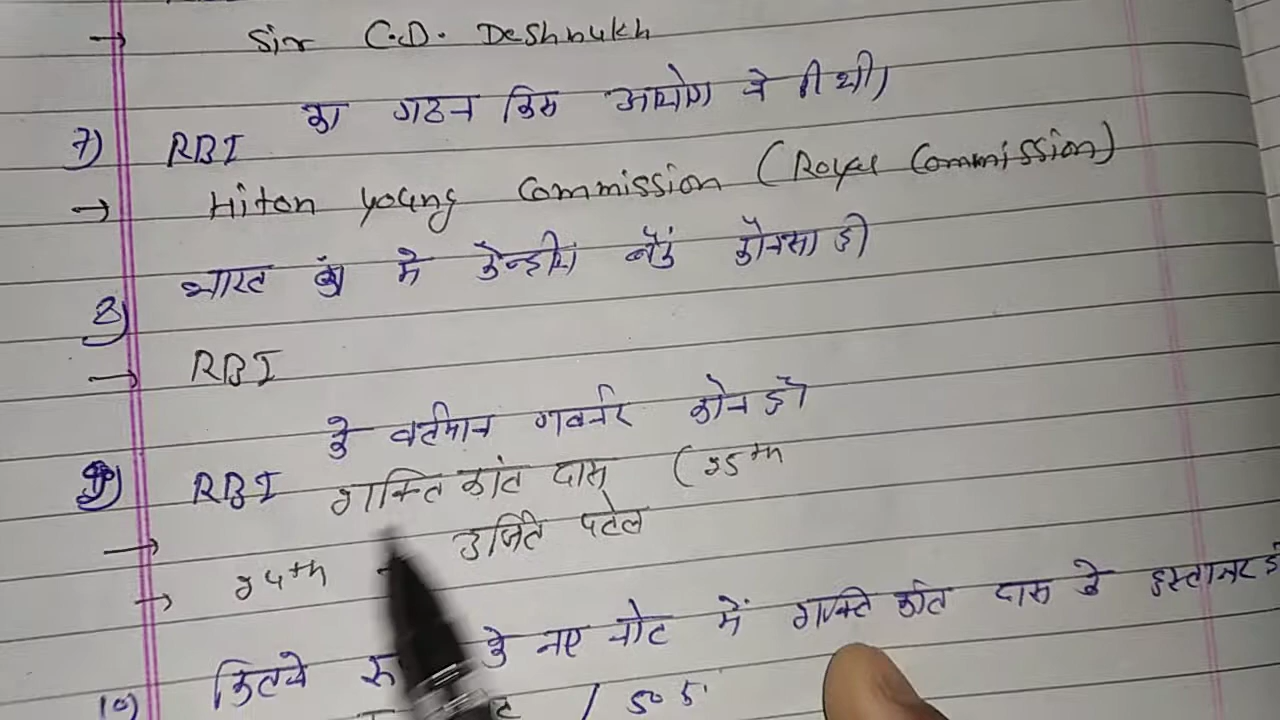 → Sir C.D. Deshmukh
7) RBI का गठन किस आयोग ने की थी।
→ Hiton young Commission (Royal Commission)
8) भारत में केन्द्रीय बैंक कौनसा है।
→ RBI
9) RBI के वर्तमान गवर्नर कौन है
→ शक्ति कांत दास (25th
→ 24th - उर्जित पटेल
10) कितने के नए नोट में शक्ति कांत दास के हस्ताक्षर है
/ 50